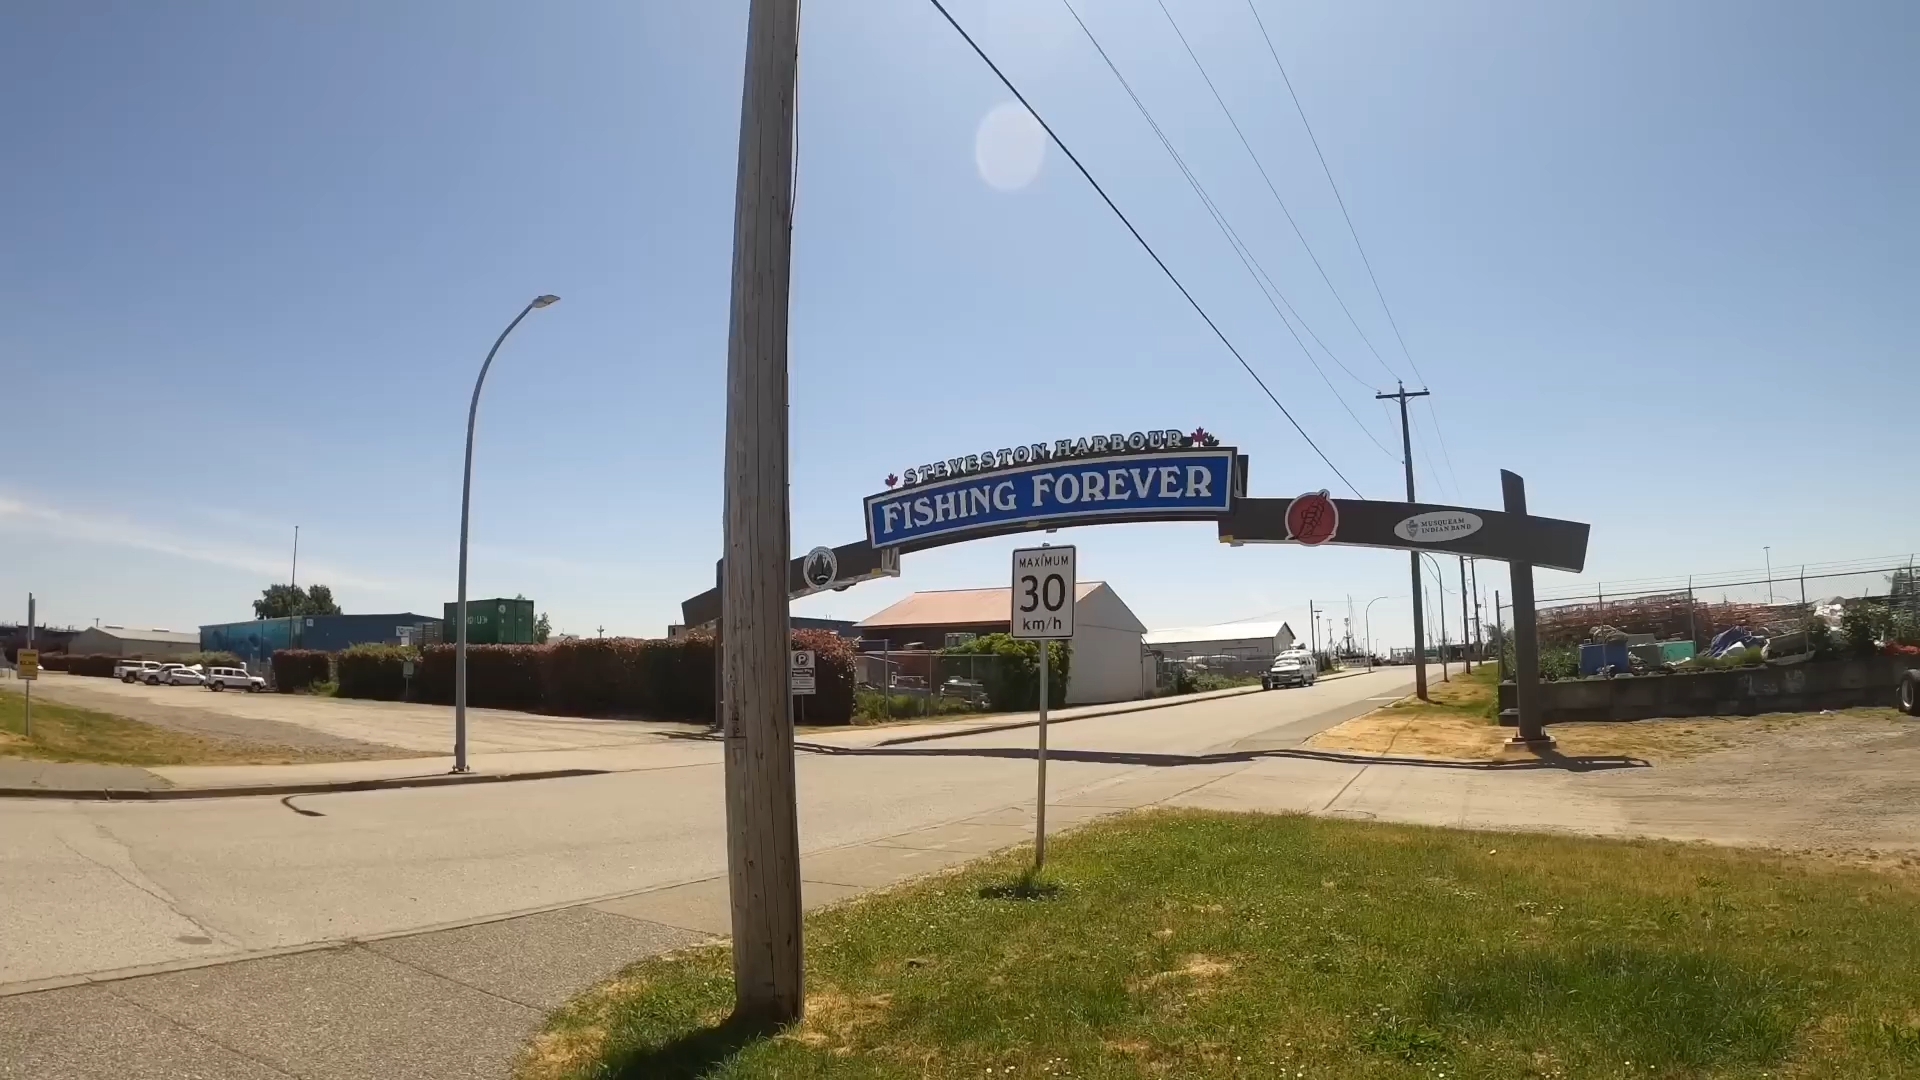 STEVESTON HARBOUR
FISHING FOREVER
MUSQUEAM
INDIAN BAND
MAXIMUM
30
km/h
P